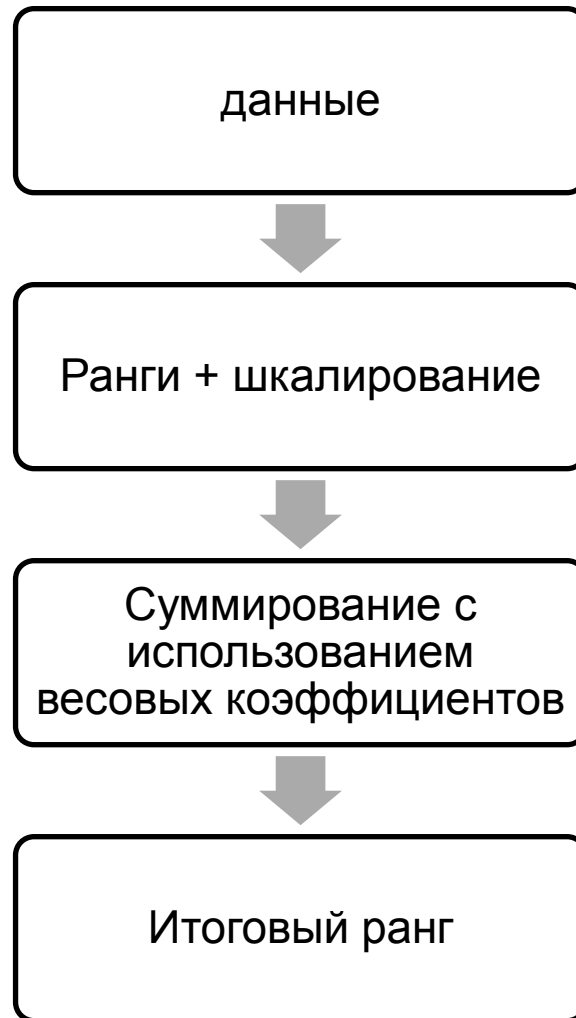 данные
Ранги + шкалирование
Суммирование с
использованием
весовых коэффициентов
Итоговый ранг